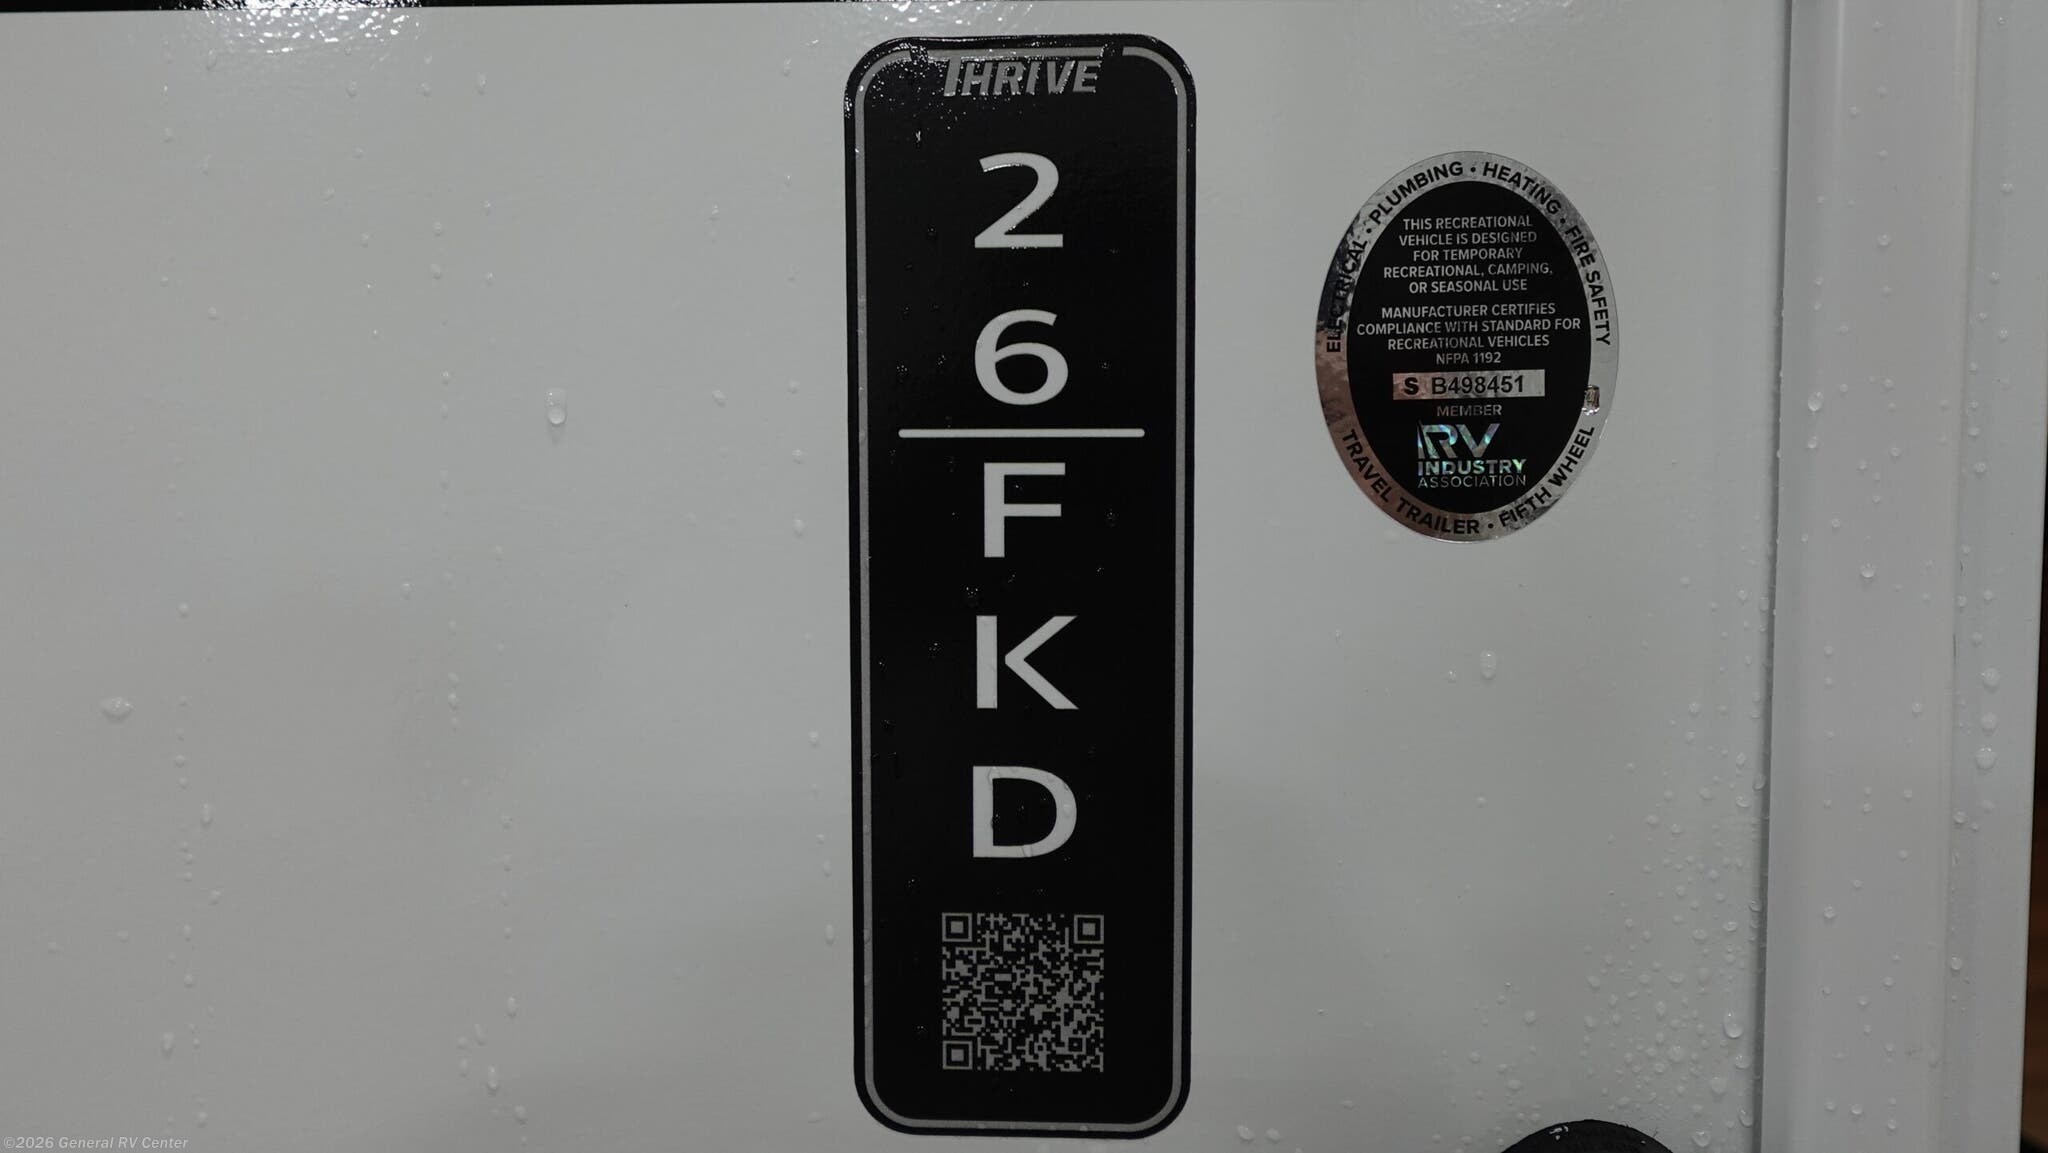 THRIVE
2
6
F
K
D
ELECTRICAL • PLUMBING • HEATING • FIRE SAFETY
THIS RECREATIONAL
VEHICLE IS DESIGNED
FOR TEMPORARY
RECREATIONAL, CAMPING,
OR SEASONAL USE
MANUFACTURER CERTIFIES
COMPLIANCE WITH STANDARD FOR
RECREATIONAL VEHICLES
NFPA 1192
S B498451
MEMBER
RV
INDUSTRY
ASSOCIATION
TRAVEL TRAILER • FIFTH WHEEL
©2026 General RV Center